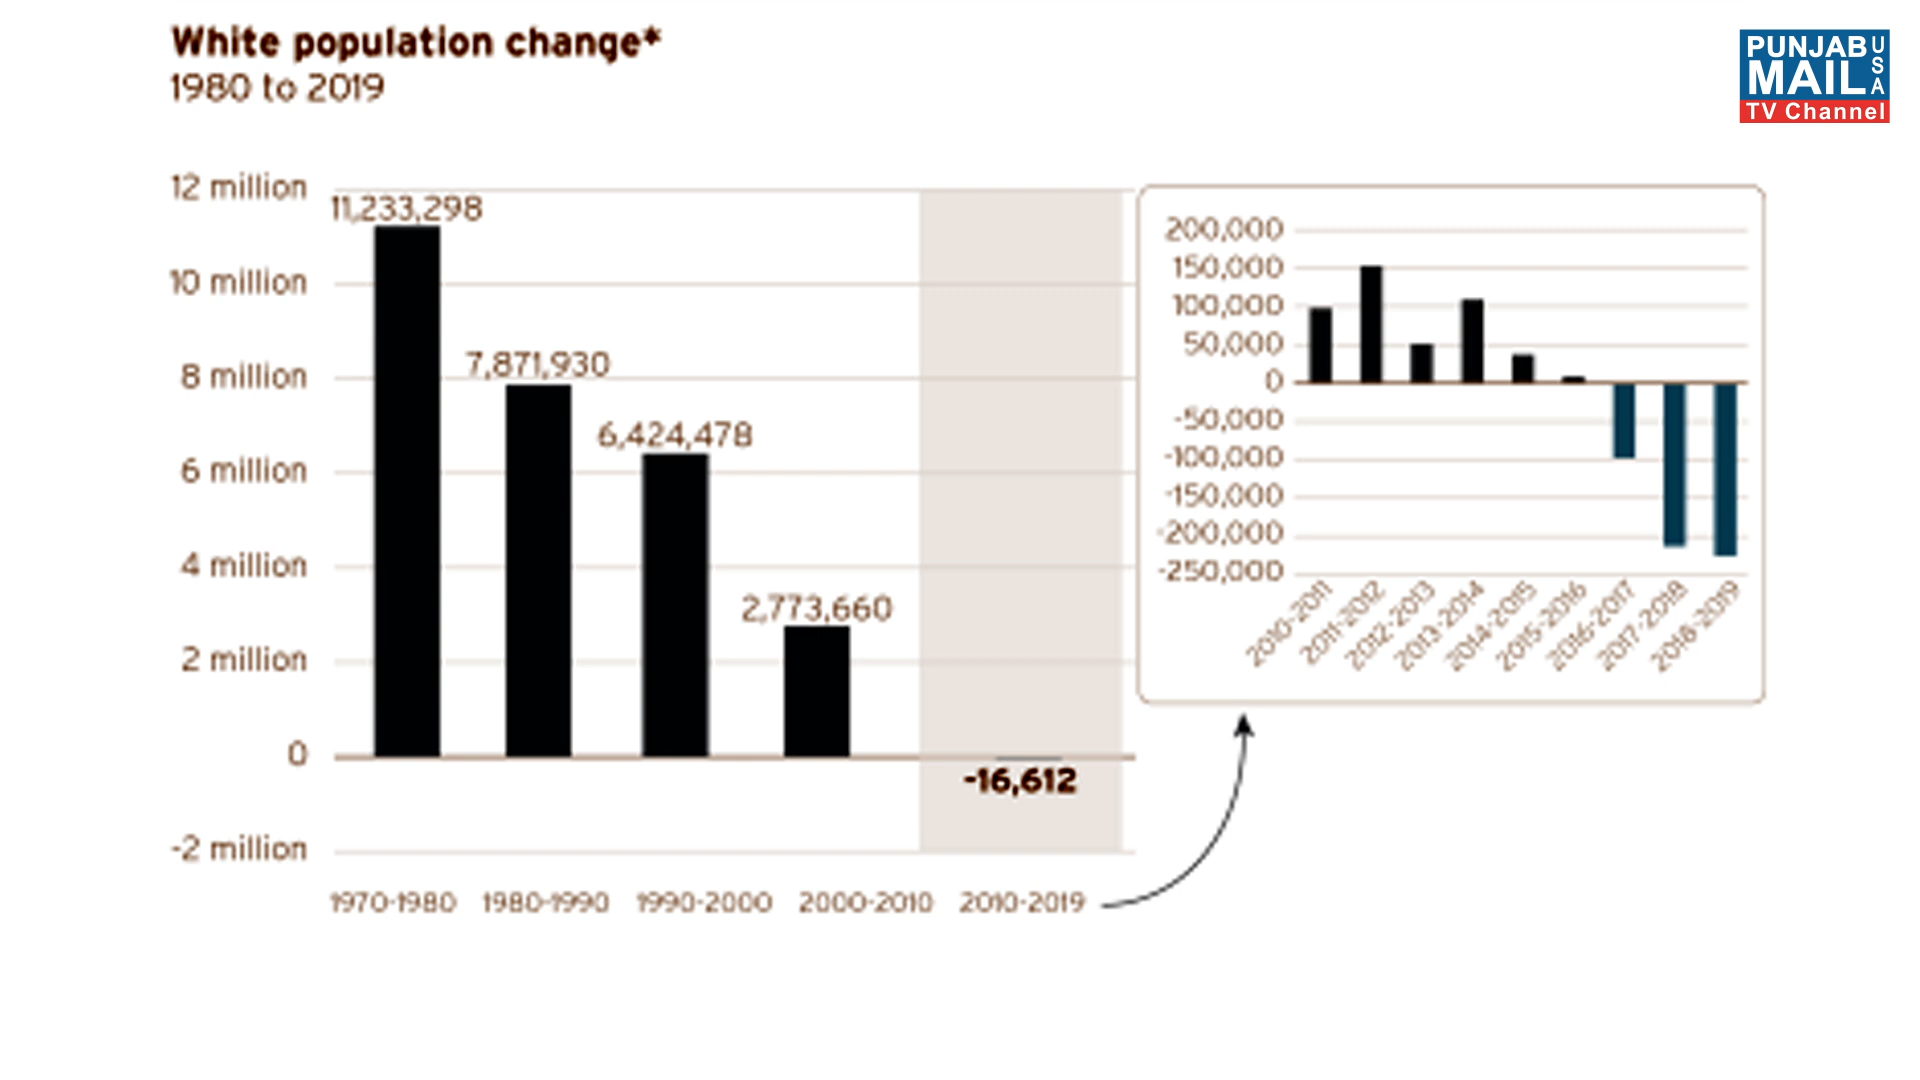 White population change*
1980 to 2019
PUNJAB
MAIL
USA
TV Channel
12 million
10 million
8 million
6 million
4 million
2 million
0
-2 million
11,233,298
7,871,930
6,424,478
2,773,660
-16,612
1970-1980
1980-1990
1990-2000
2000-2010
2010-2019
200,000
150,000
100,000
50,000
0
-50,000
-100,000
-150,000
-200,000
-250,000
2010-2011
2011-2012
2012-2013
2013-2014
2014-2015
2015-2016
2016-2017
2017-2018
2018-2019